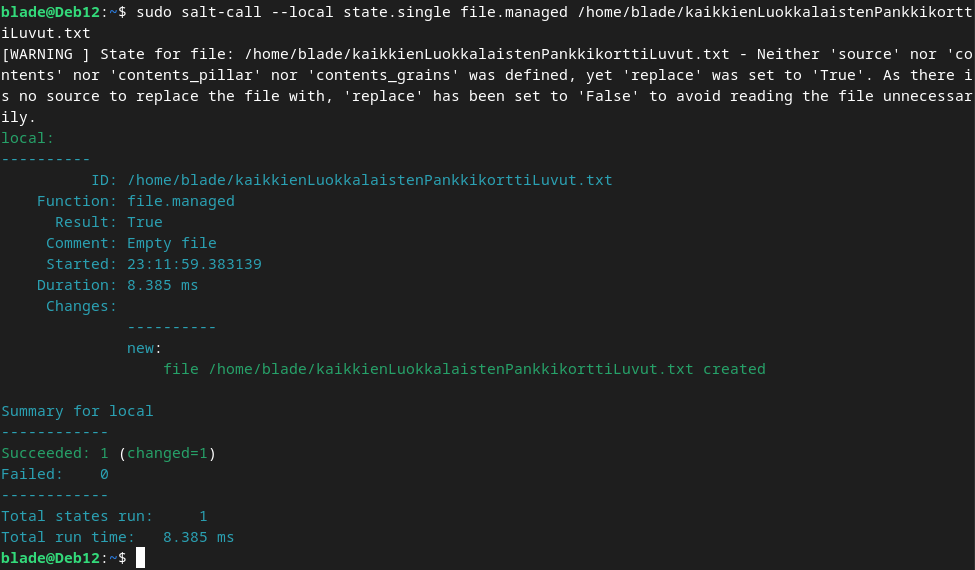 blade@Deb12:~$ sudo salt-call --local state.single file.managed /home/blade/kaikkienLuokkalaistenPankkikortt
iLuvut.txt
[WARNING ] State for file: /home/blade/kaikkienLuokkalaistenPankkikorttiLuvut.txt - Neither 'source' nor 'co
ntents' nor 'contents_pillar' nor 'contents_grains' was defined, yet 'replace' was set to 'True'. As there i
s no source to replace the file with, 'replace' has been set to 'False' to avoid reading the file unnecessar
ily.
local:
----------
          ID: /home/blade/kaikkienLuokkalaistenPankkikorttiLuvut.txt
    Function: file.managed
      Result: True
     Comment: Empty file
     Started: 23:11:59.383139
    Duration: 8.385 ms
     Changes:
              ----------
              new:
                  file /home/blade/kaikkienLuokkalaistenPankkikorttiLuvut.txt created

Summary for local
------------
Succeeded: 1 (changed=1)
Failed:    0
------------
Total states run:     1
Total run time:   8.385 ms
blade@Deb12:~$